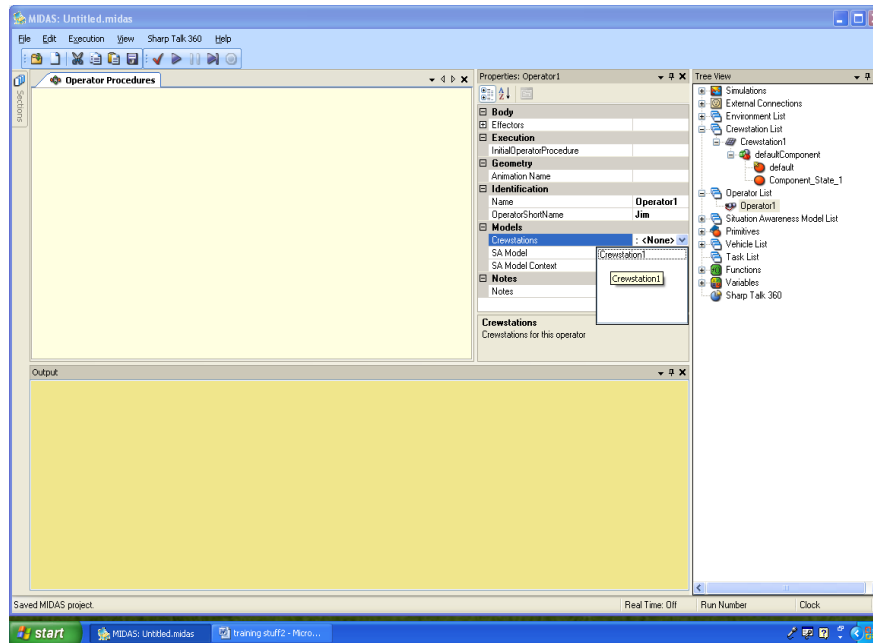 MIDAS: Untitled.midas
File Edit Execution View Sharp Talk 360 Help
Sections
Operator Procedures
Properties: Operator1
Body
Effectors
Execution
InitialOperatorProcedure
Geometry
Animation Name
Identification
Name Operator1
OperatorShortName Jim
Models
Crewstations : <None>
SA Model
SA Model Context
Notes
Notes
Crewstation1
Crewstation1
Crewstations
Crewstations for this operator
Tree View
Simulations
External Connections
Environment List
Crewstation List
Crewstation1
defaultComponent
default
Component_State_1
Operator List
Operator1
Situation Awareness Model List
Primitives
Vehicle List
Task List
Functions
Variables
Sharp Talk 360
Output
Saved MIDAS project. Real Time: Off Run Number Clock
start MIDAS: Untitled.midas training stuff2 - Micro...